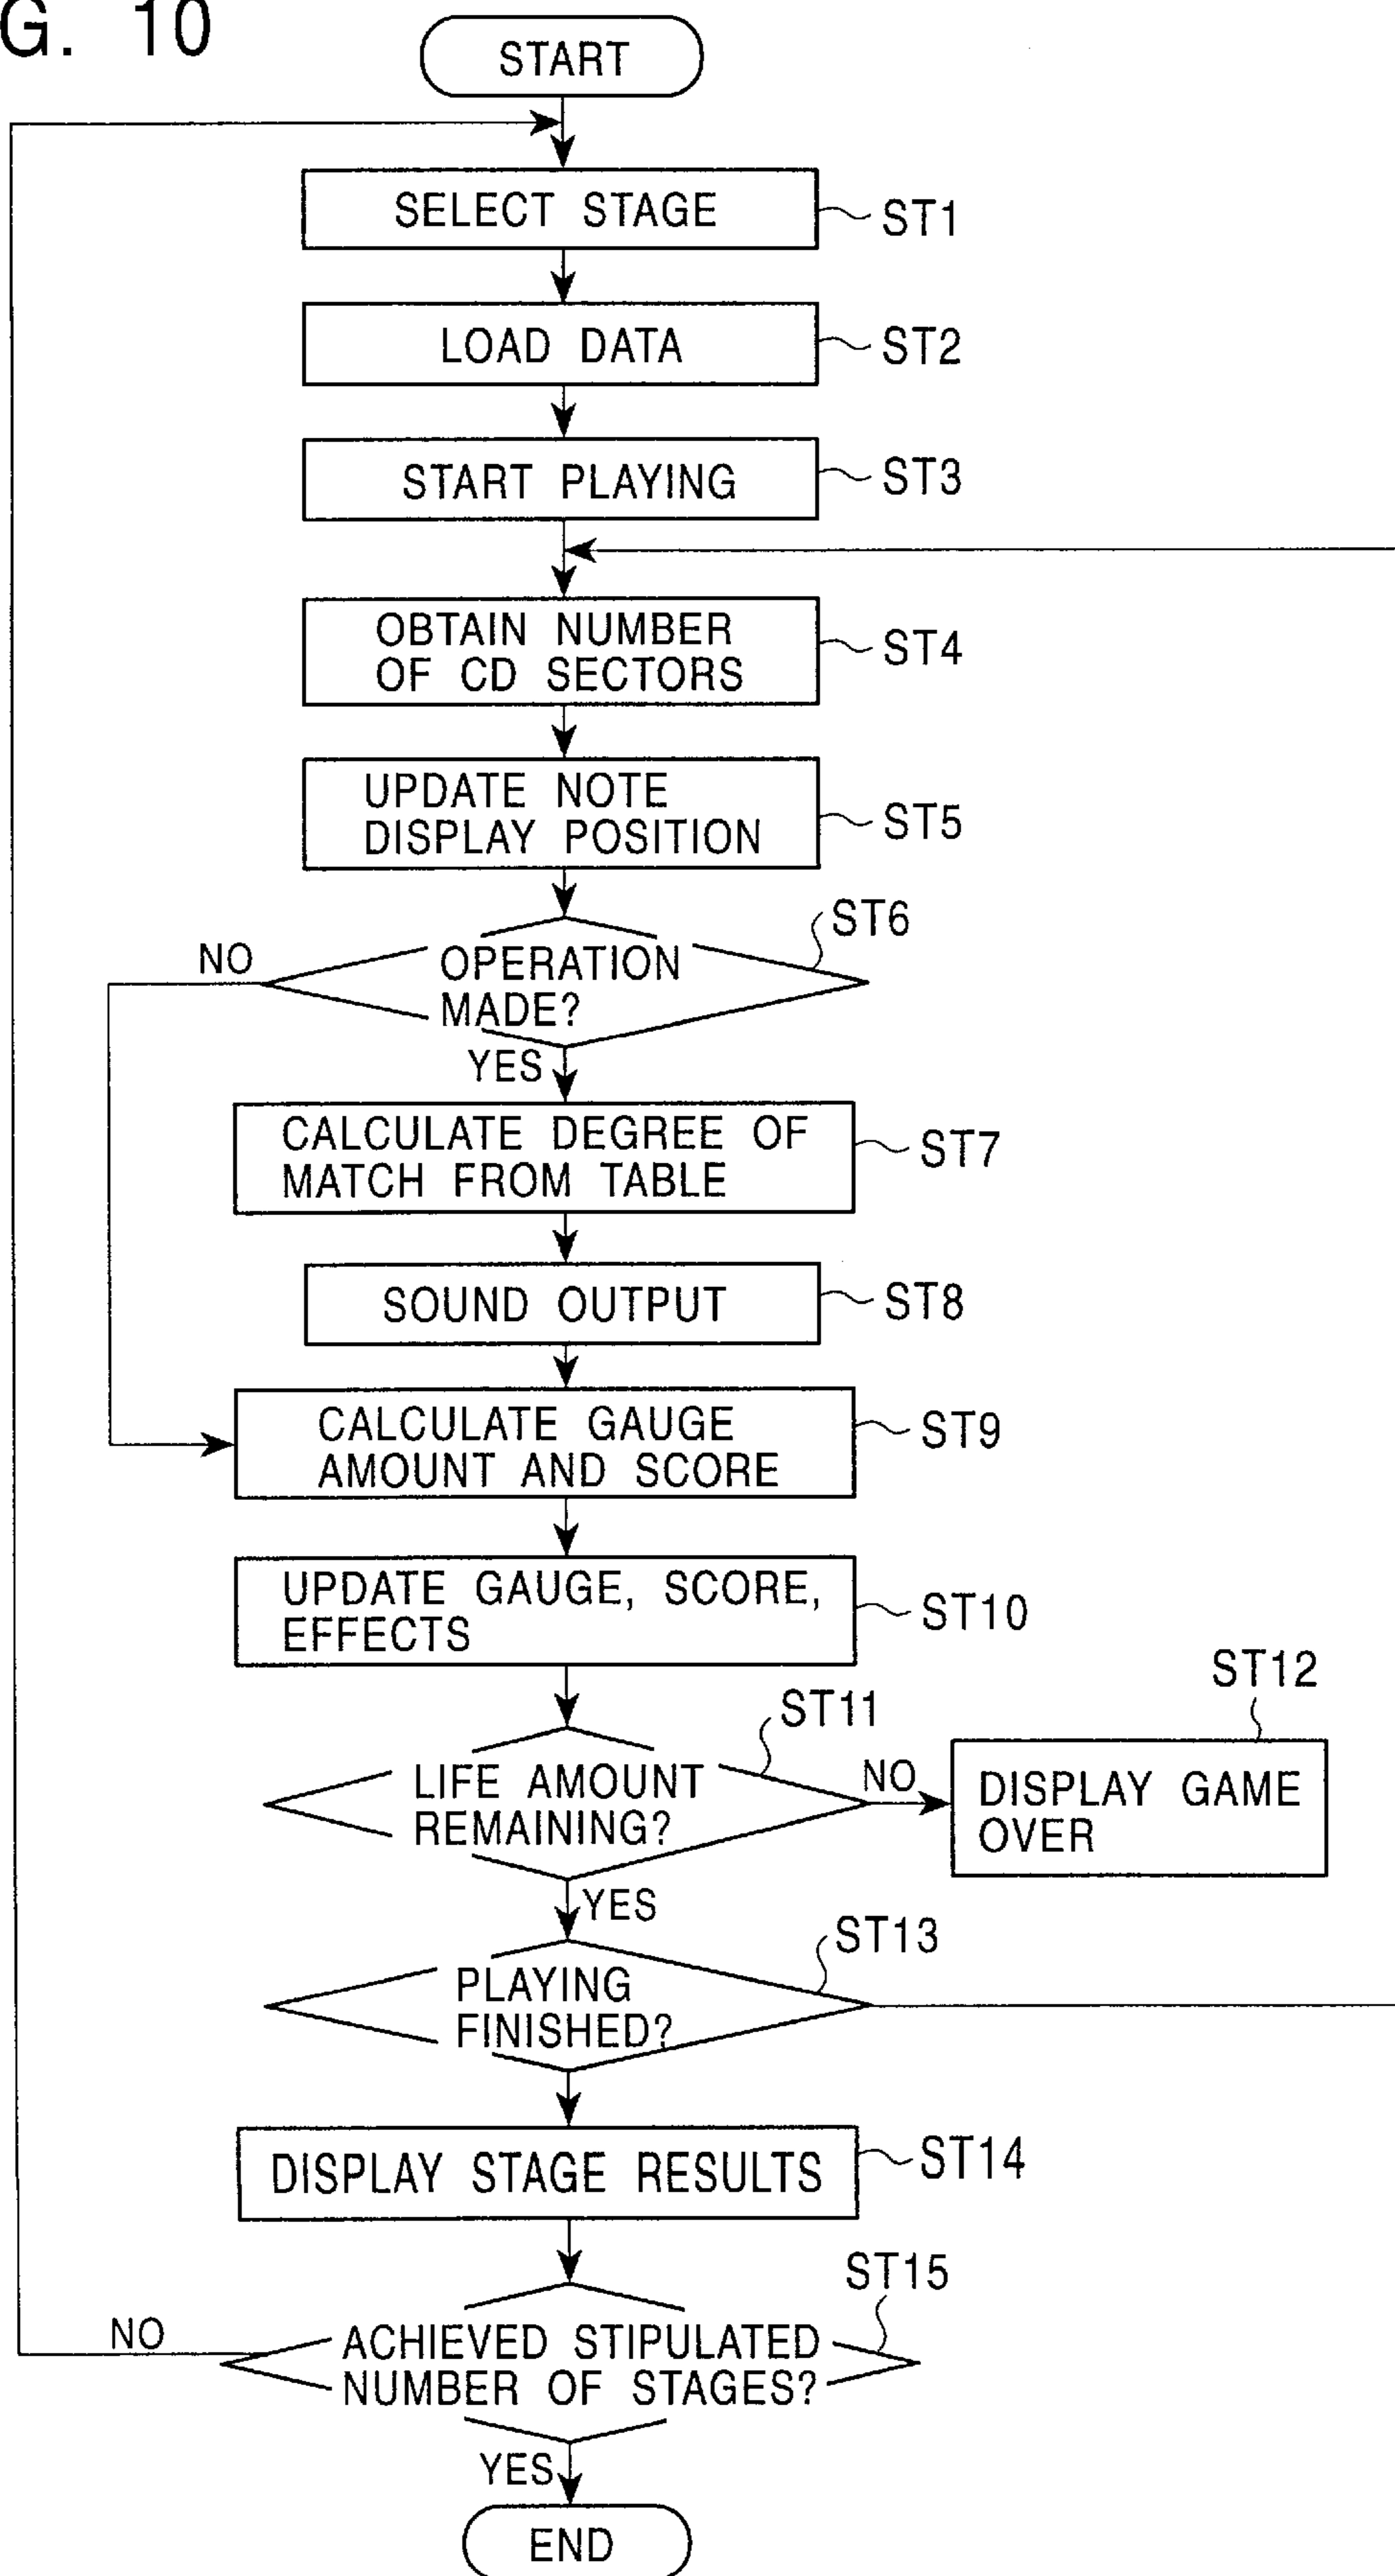 G. 10
START
SELECT STAGE
ST1
LOAD DATA
ST2
START PLAYING
ST3
OBTAIN NUMBER
OF CD SECTORS
ST4
UPDATE NOTE
DISPLAY POSITION
ST5
ST6
NO
OPERATION
MADE?
YES
CALCULATE DEGREE OF
MATCH FROM TABLE
ST7
SOUND OUTPUT
ST8
CALCULATE GAUGE
AMOUNT AND SCORE
ST9
UPDATE GAUGE, SCORE,
EFFECTS
ST10
ST11
ST12
LIFE AMOUNT
REMAINING?
NO
DISPLAY GAME
OVER
YES
ST13
PLAYING
FINISHED?
DISPLAY STAGE RESULTS
ST14
ST15
NO
ACHIEVED STIPULATED
NUMBER OF STAGES?
YES
END